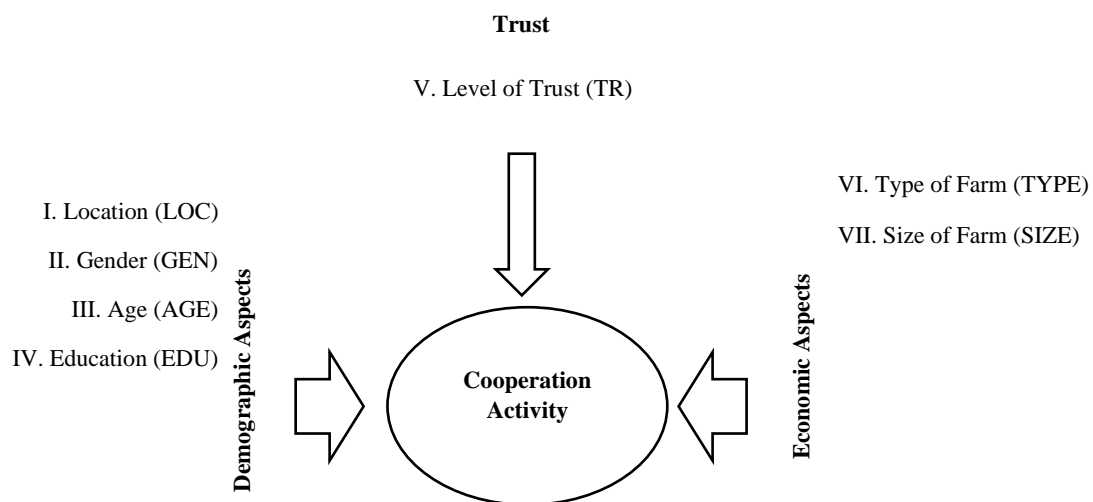 Trust
V. Level of Trust (TR)
I. Location (LOC)
II. Gender (GEN)
III. Age (AGE)
IV. Education (EDU)
Demographic Aspects
Cooperation
Activity
VI. Type of Farm (TYPE)
VII. Size of Farm (SIZE)
Economic Aspects